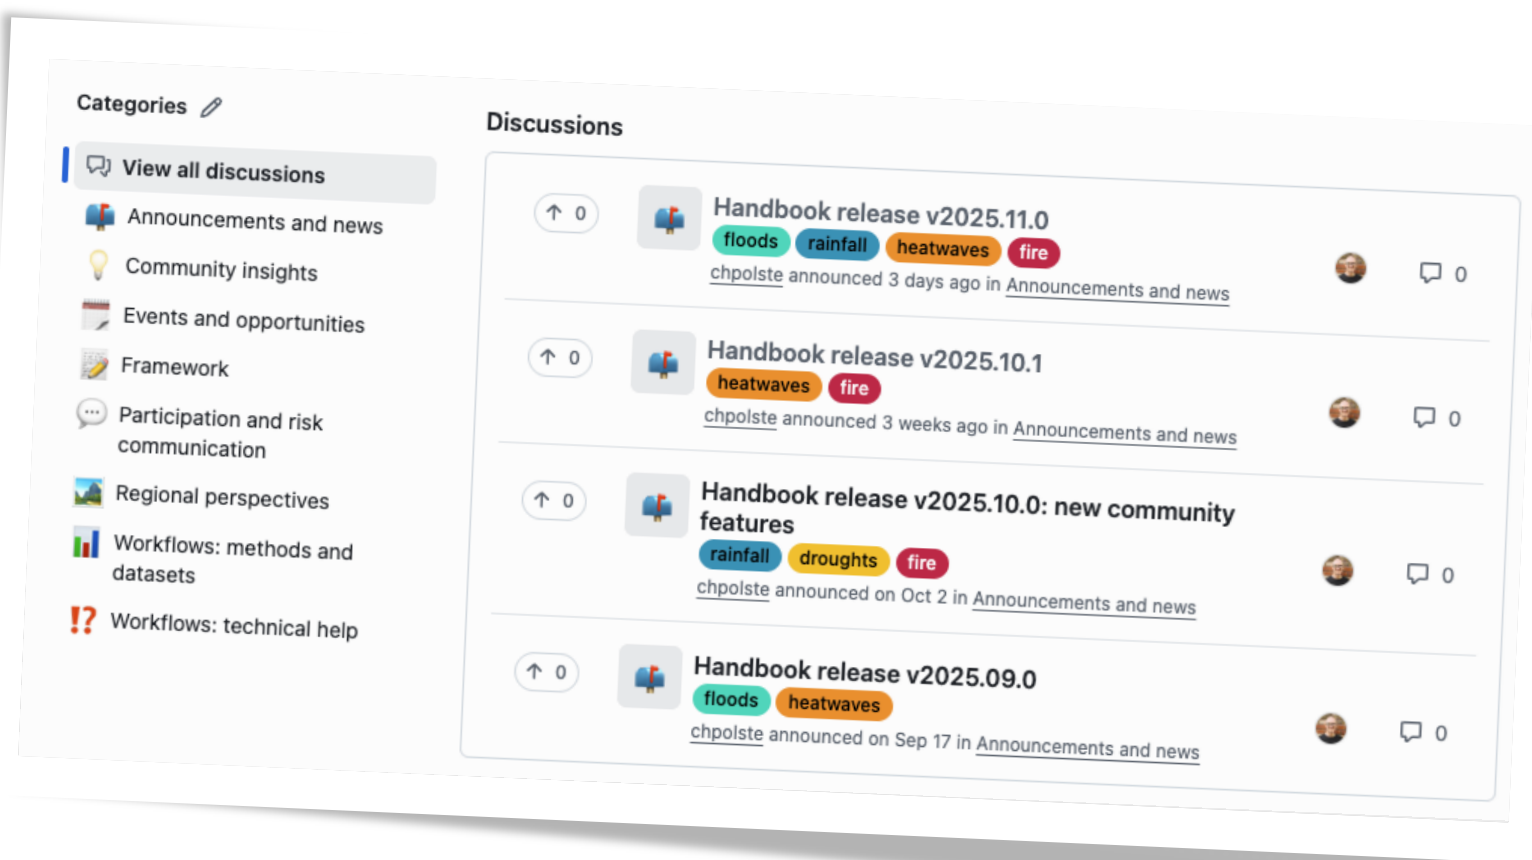 Categories
View all discussions
Announcements and news
Community insights
Events and opportunities
Framework
Participation and risk
communication
Regional perspectives
Workflows: methods and
datasets
Workflows: technical help
Discussions
0
Handbook release v2025.11.0
floods rainfall heatwaves fire
chpolste announced 3 days ago in Announcements and news
0
0
Handbook release v2025.10.1
heatwaves fire
chpolste announced 3 weeks ago in Announcements and news
0
0
Handbook release v2025.10.0: new community
features
rainfall droughts fire
chpolste announced on Oct 2 in Announcements and news
0
0
Handbook release v2025.09.0
floods heatwaves
chpolste announced on Sep 17 in Announcements and news
0